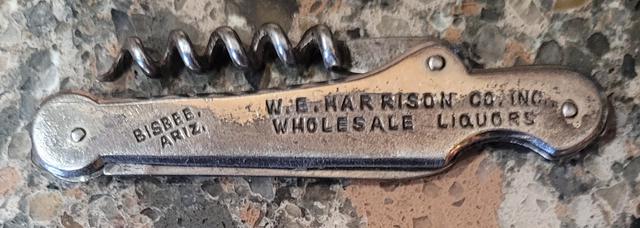 BISBEE,
ARIZ.
W.E.HARRISON CO. INC.
WHOLESALE LIQUORS